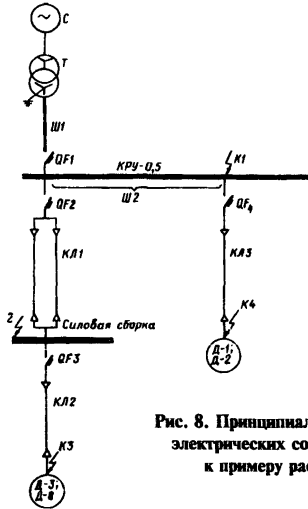 С
Т
Ш1
QF1
КРУ-0,5
К1
Ш2
QF2
QF4
КЛ1
КЛ3
2
Силовая сборка
К4
Д-1;
Д-2
QF3
КЛ2
К3
Д-3;
Д-8
Рис. 8. Принципиал
электрических со
к примеру рас